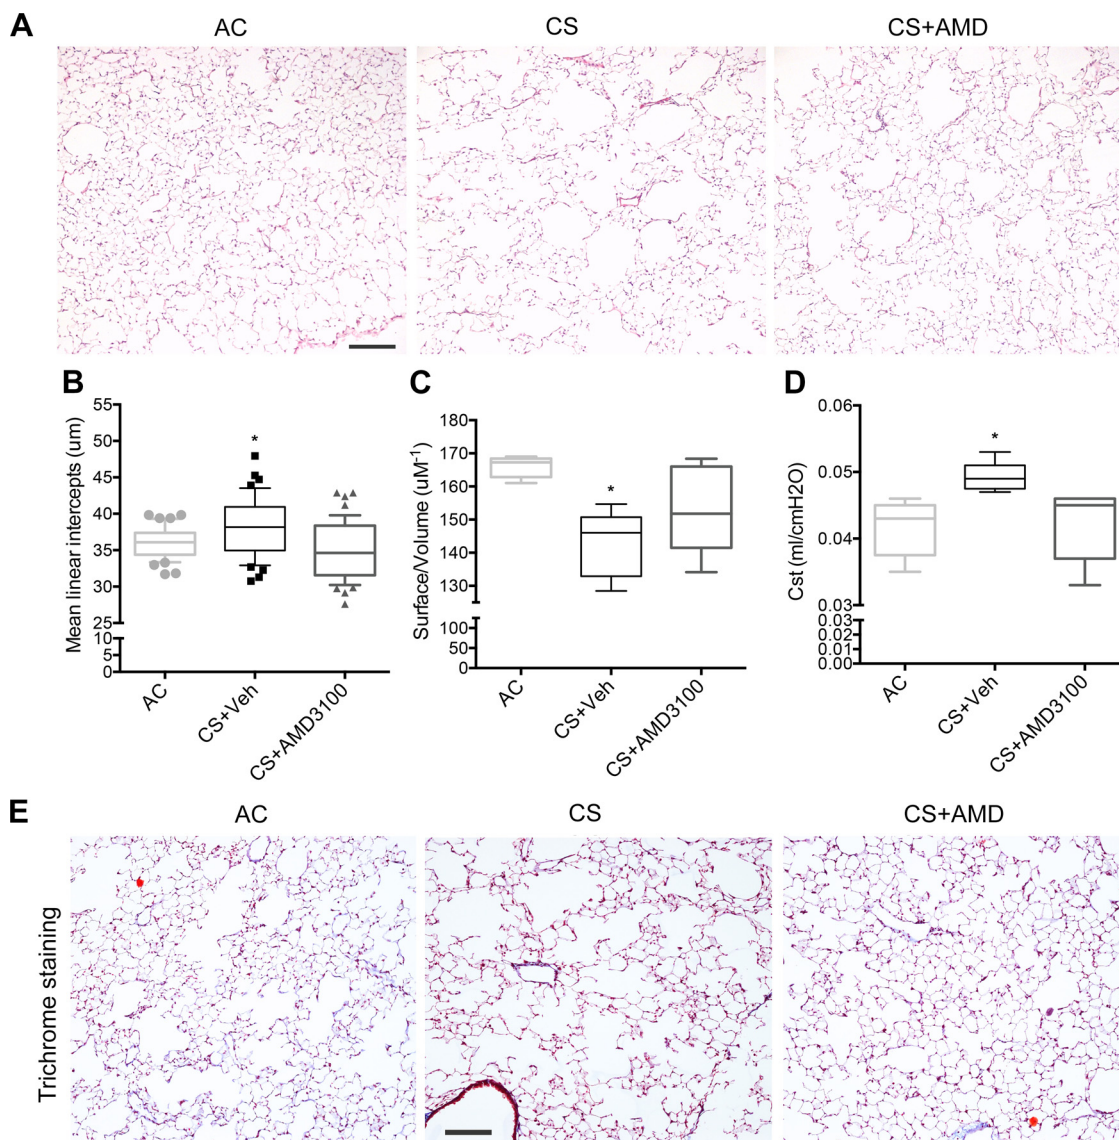 A
AC
CS
CS+AMD
B
Mean linear intercepts (um)
55
50
45
40
35
30
25
10
5
0
*
AC
CS+Veh
CS+AMD3100
C
Surface/Volume (uM⁻¹)
180
170
160
150
140
130
100
50
0
*
AC
CS+Veh
CS+AMD3100
D
Cst (ml/cmH2O)
0.06
0.05
0.04
0.03
0.03
0.02
0.02
0.01
0.00
*
AC
CS+Veh
CS+AMD3100
E
AC
CS
CS+AMD
Trichrome staining